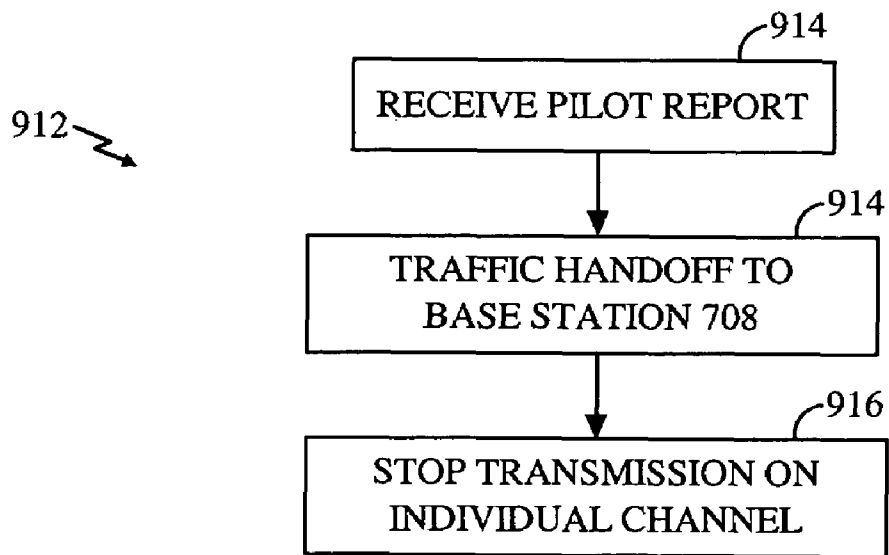 914
RECEIVE PILOT REPORT
912
914
TRAFFIC HANDOFF TO
BASE STATION 708
916
STOP TRANSMISSION ON
INDIVIDUAL CHANNEL